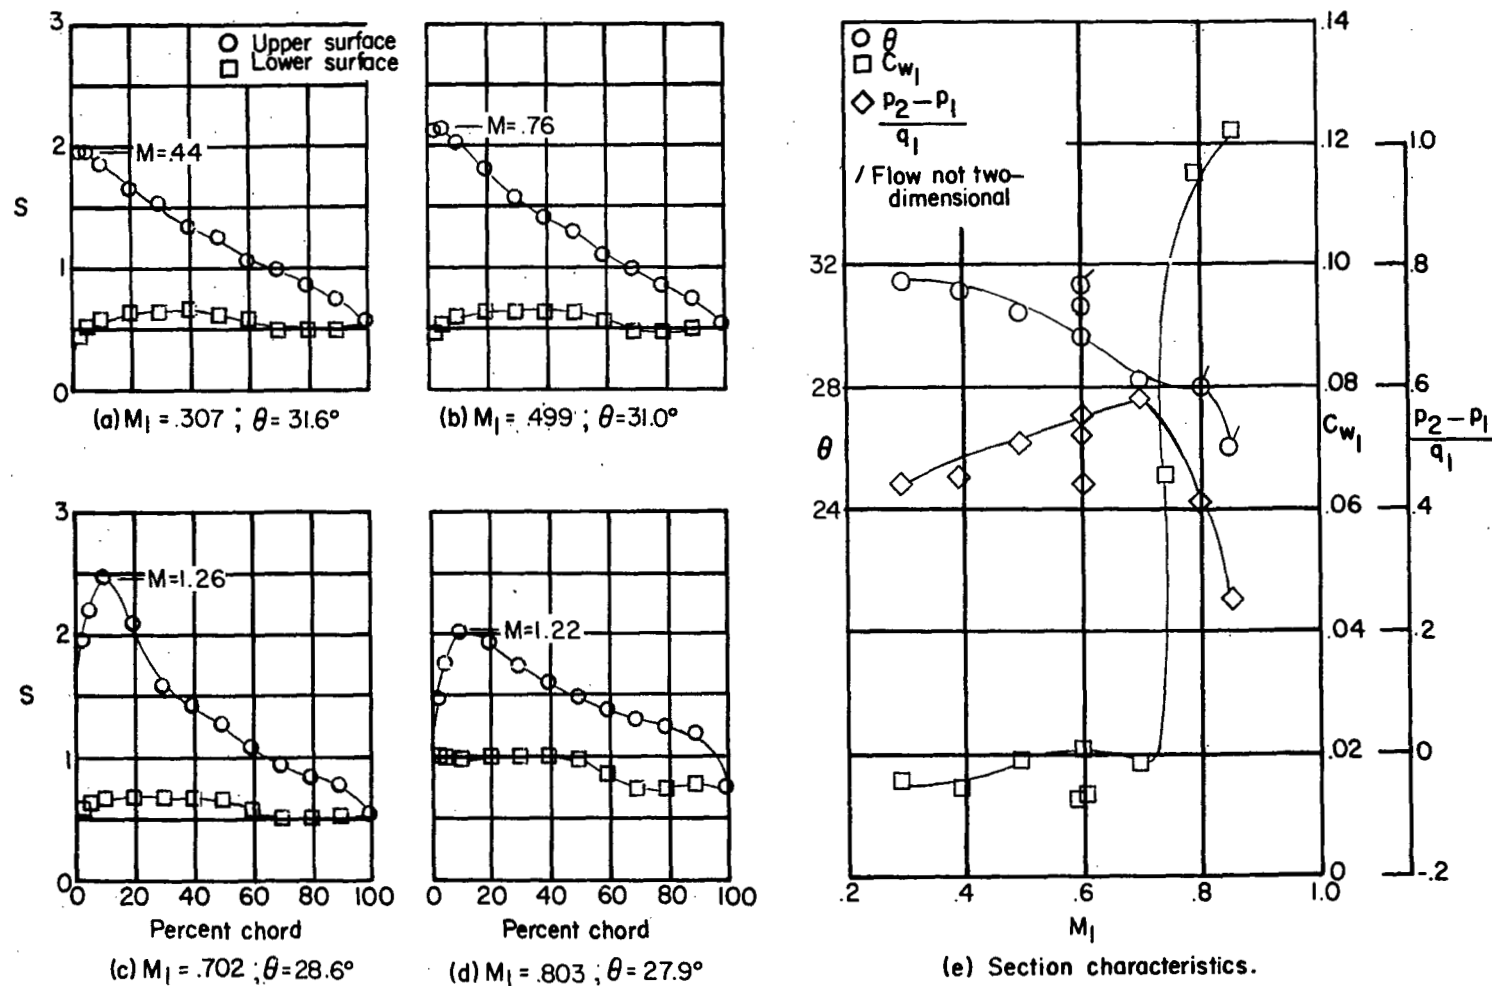 3
2
S
1
0
○ Upper surface
□ Lower surface
M=.44
(a) M₁ = .307 ; θ = 31.6°
M=.76
(b) M₁ = .499 ; θ=31.0°
3
2
S
1
0
M=1.26
0 20 40 60 80 100
Percent chord
(c) M₁ = .702 ; θ=28.6°
M=1.22
0 20 40 60 80 100
Percent chord
(d) M₁ = .803 ; θ=27.9°
○ θ
□ Cw₁
◇ p₂ – p₁
q₁
/ Flow not two–
dimensional
32
28
θ
24
.14
.12
.10
.08
Cw₁
.06
.04
.02
.0
1.0
.8
.6
p₂ – p₁
q₁
.4
.2
0
-.2
.2 .4 .6 .8 1.0
M₁
(e) Section characteristics.